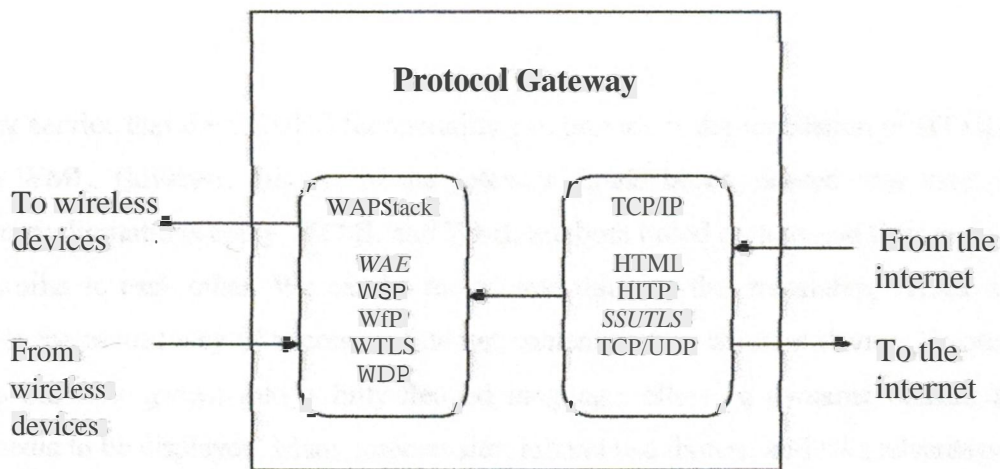 Protocol Gateway
To wireless
devices
From
wireless
devices
WAPStack
WAE
WSP
WfP
WTLS
WDP
TCP/IP
HTML
HITPI
SSUTLS
TCP/UDP
From the
internet
To the
internet